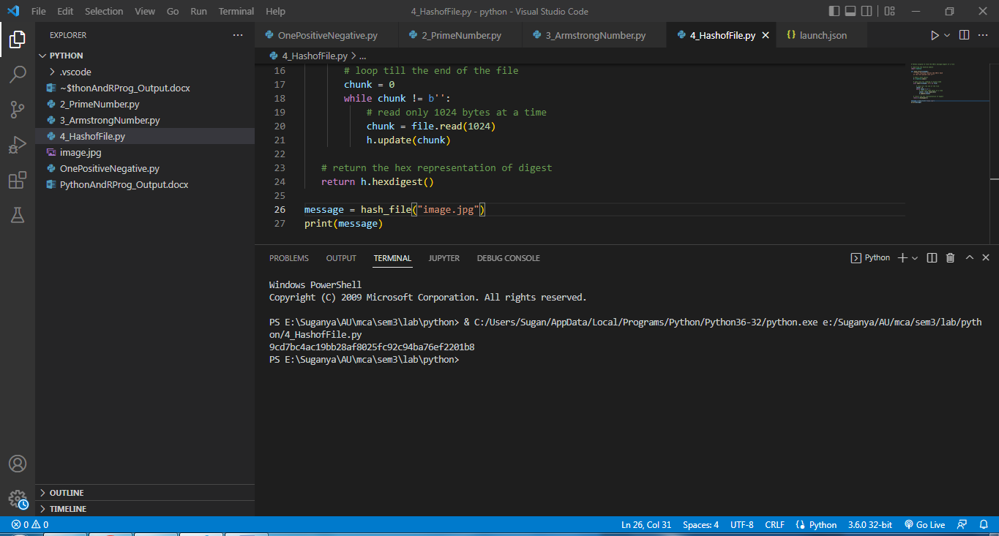 File Edit Selection View Go Run Terminal Help 4_HashofFile.py - python - Visual Studio Code
EXPLORER
OnePositiveNegative.py 2_PrimeNumber.py 3_ArmstrongNumber.py 4_HashofFile.py {} launch.json
PYTHON
.vscode
~$thonAndRProg_Output.docx
2_PrimeNumber.py
3_ArmstrongNumber.py
4_HashofFile.py
image.jpg
OnePositiveNegative.py
PythonAndRProg_Output.docx
OUTLINE
TIMELINE
4_HashofFile.py > ...
16 # loop till the end of the file
17 chunk = 0
18 while chunk != b'':
19 # read only 1024 bytes at a time
20 chunk = file.read(1024)
21 h.update(chunk)
22
23 # return the hex representation of digest
24 return h.hexdigest()
25
26 message = hash_file("image.jpg")
27 print(message)
PROBLEMS OUTPUT TERMINAL JUPYTER DEBUG CONSOLE Python
Windows PowerShell
Copyright (C) 2009 Microsoft Corporation. All rights reserved.
PS E:\Suganya\AU\mca\sem3\lab\python> & C:/Users/Sugan/AppData/Local/Programs/Python/Python36-32/python.exe e:/Suganya/AU/mca/sem3/lab/pyth
on/4_HashofFile.py
9cd7bc4ac19bb28af8025fc92c94ba76ef2201b8
PS E:\Suganya\AU\mca\sem3\lab\python>
0 0 Ln 26, Col 31 Spaces: 4 UTF-8 CRLF Python 3.6.0 32-bit Go Live